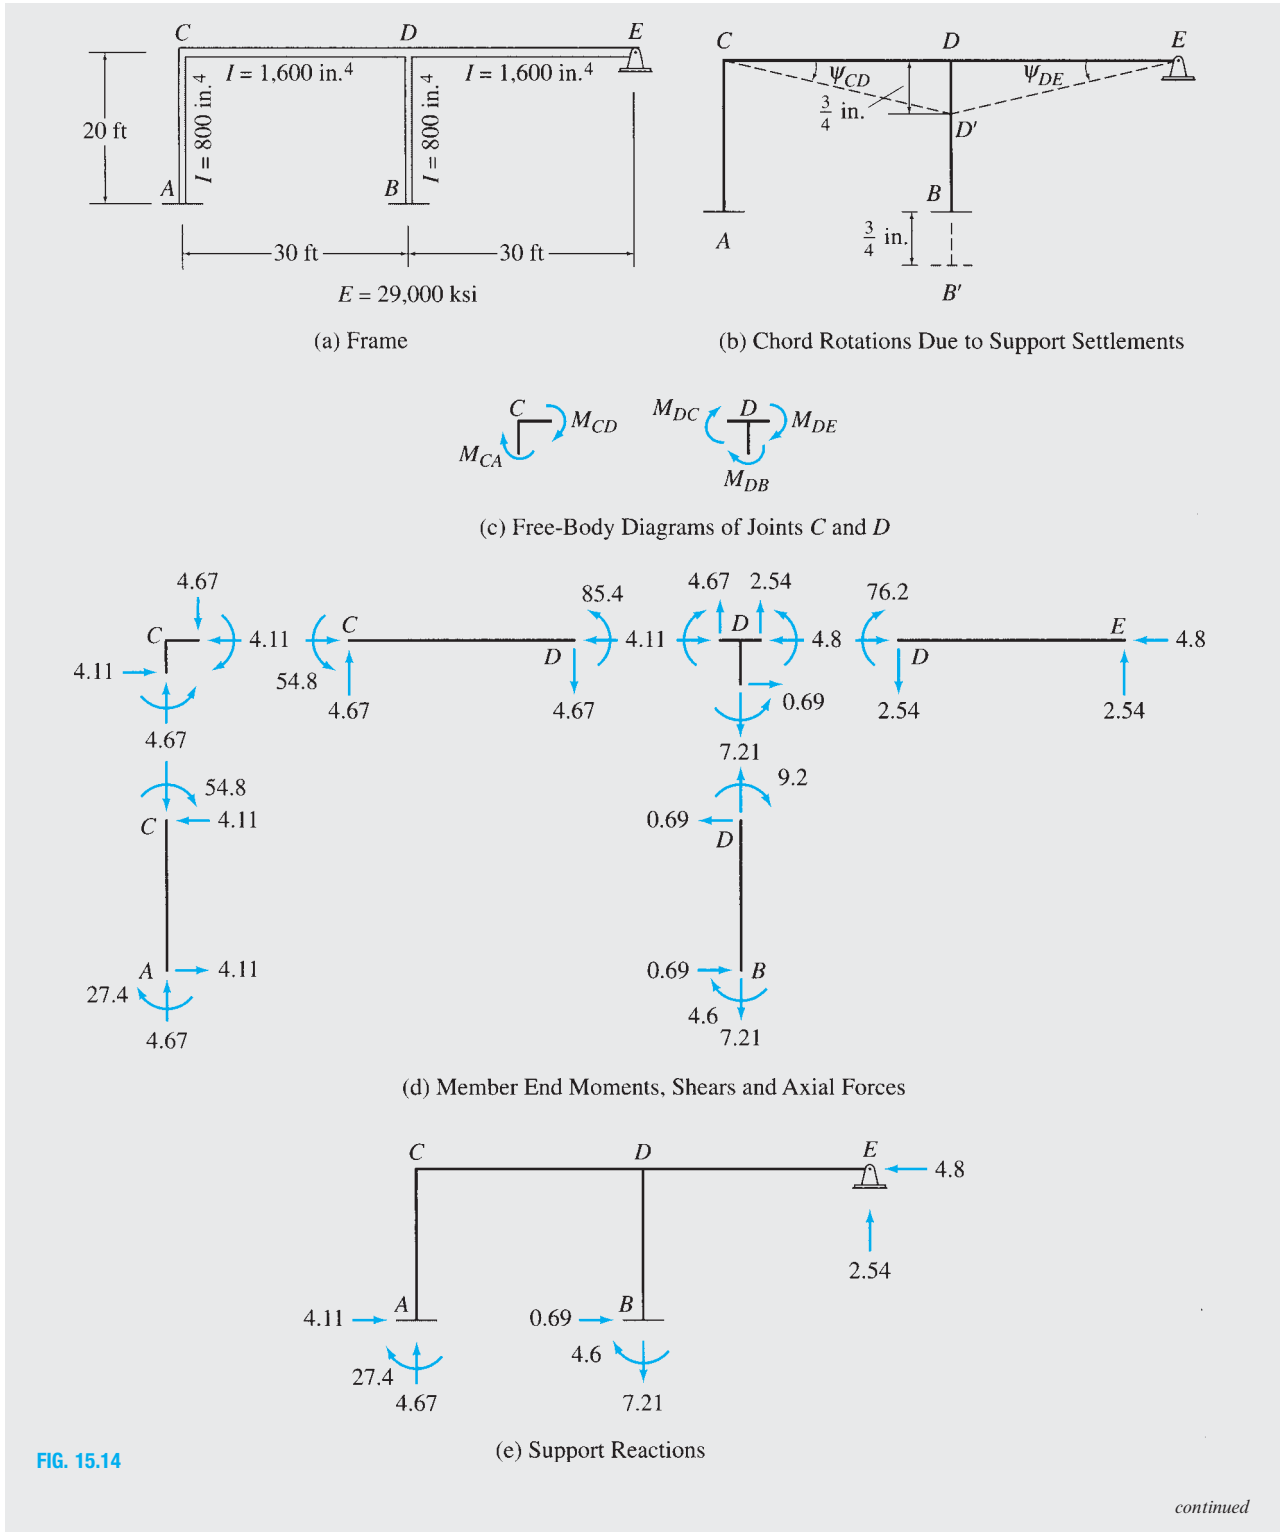 C D E
I = 1,600 in.4 I = 1,600 in.4
20 ft
I = 800 in.4
I = 800 in.4
A B
30 ft 30 ft
E = 29,000 ksi
(a) Frame
C D E
ΨCD ΨDE
3/4 in.
D′
B
A
3/4 in.
B′
(b) Chord Rotations Due to Support Settlements
C MCD
MCA
MDC D MDE
MDB
(c) Free-Body Diagrams of Joints C and D
4.67
C 4.11
4.11
4.67
85.4
C
D
54.8
4.67 4.67
4.67 2.54
4.11 D 4.8
0.69
7.21
76.2
E 4.8
D
2.54 2.54
54.8
C 4.11
A 4.11
27.4
4.67
9.2
0.69
D
0.69 B
4.6
7.21
(d) Member End Moments, Shears and Axial Forces
C D E
4.8
2.54
4.11 A
0.69 B
27.4
4.6
4.67 7.21
(e) Support Reactions
FIG. 15.14
continued